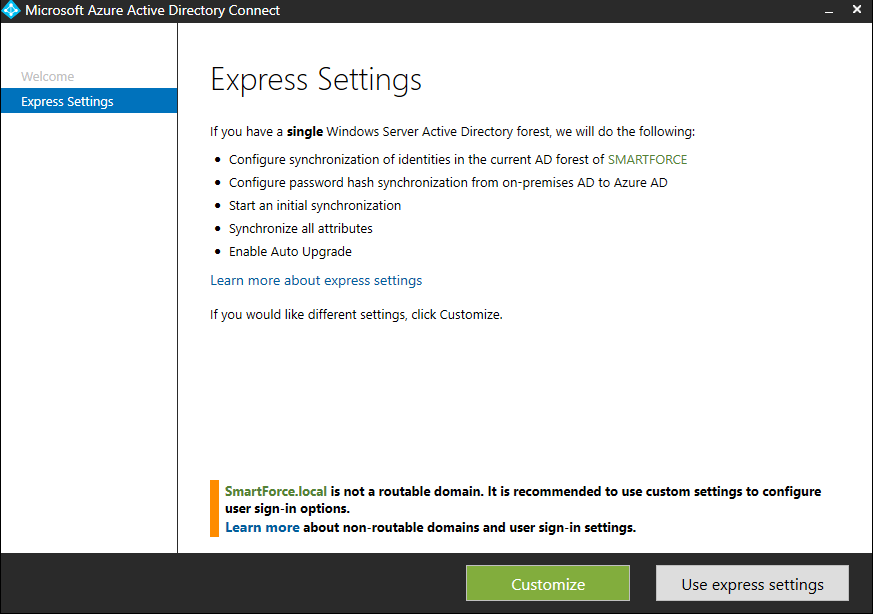 Microsoft Azure Active Directory Connect
Welcome
Express Settings
Express Settings
If you have a single Windows Server Active Directory forest, we will do the following:
• Configure synchronization of identities in the current AD forest of SMARTFORCE
• Configure password hash synchronization from on-premises AD to Azure AD
• Start an initial synchronization
• Synchronize all attributes
• Enable Auto Upgrade
Learn more about express settings
If you would like different settings, click Customize.
SmartForce.local is not a routable domain. It is recommended to use custom settings to configure
user sign-in options.
Learn more about non-routable domains and user sign-in settings.
Customize
Use express settings